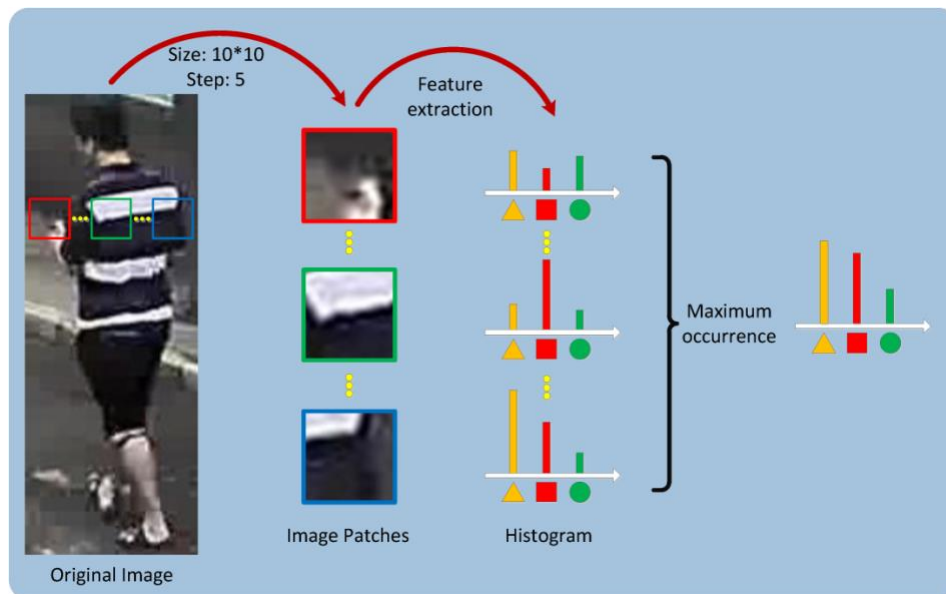 Size: 10*10
Step: 5
Feature
extraction
Maximum
occurrence
Image Patches
Histogram
Original Image